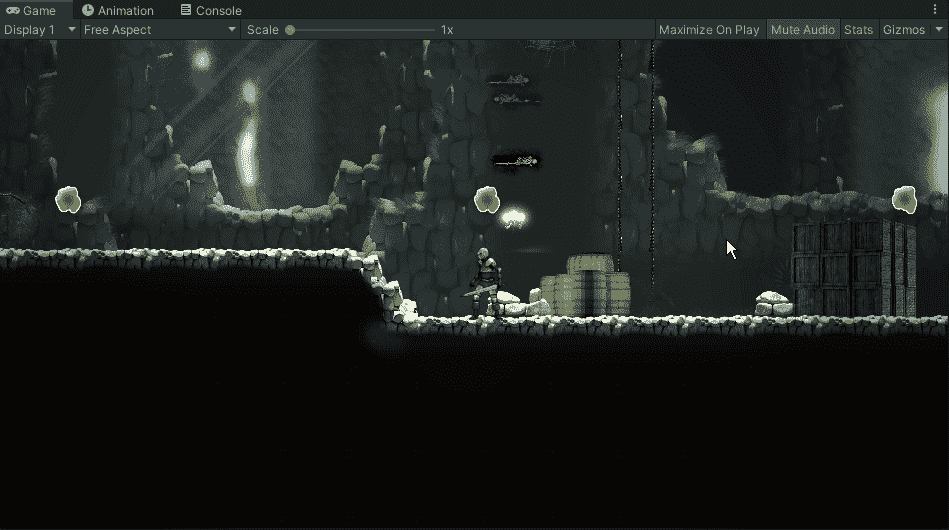 Game Animation Console
Display 1 Free Aspect Scale 1x Maximize On Play Mute Audio Stats Gizmos